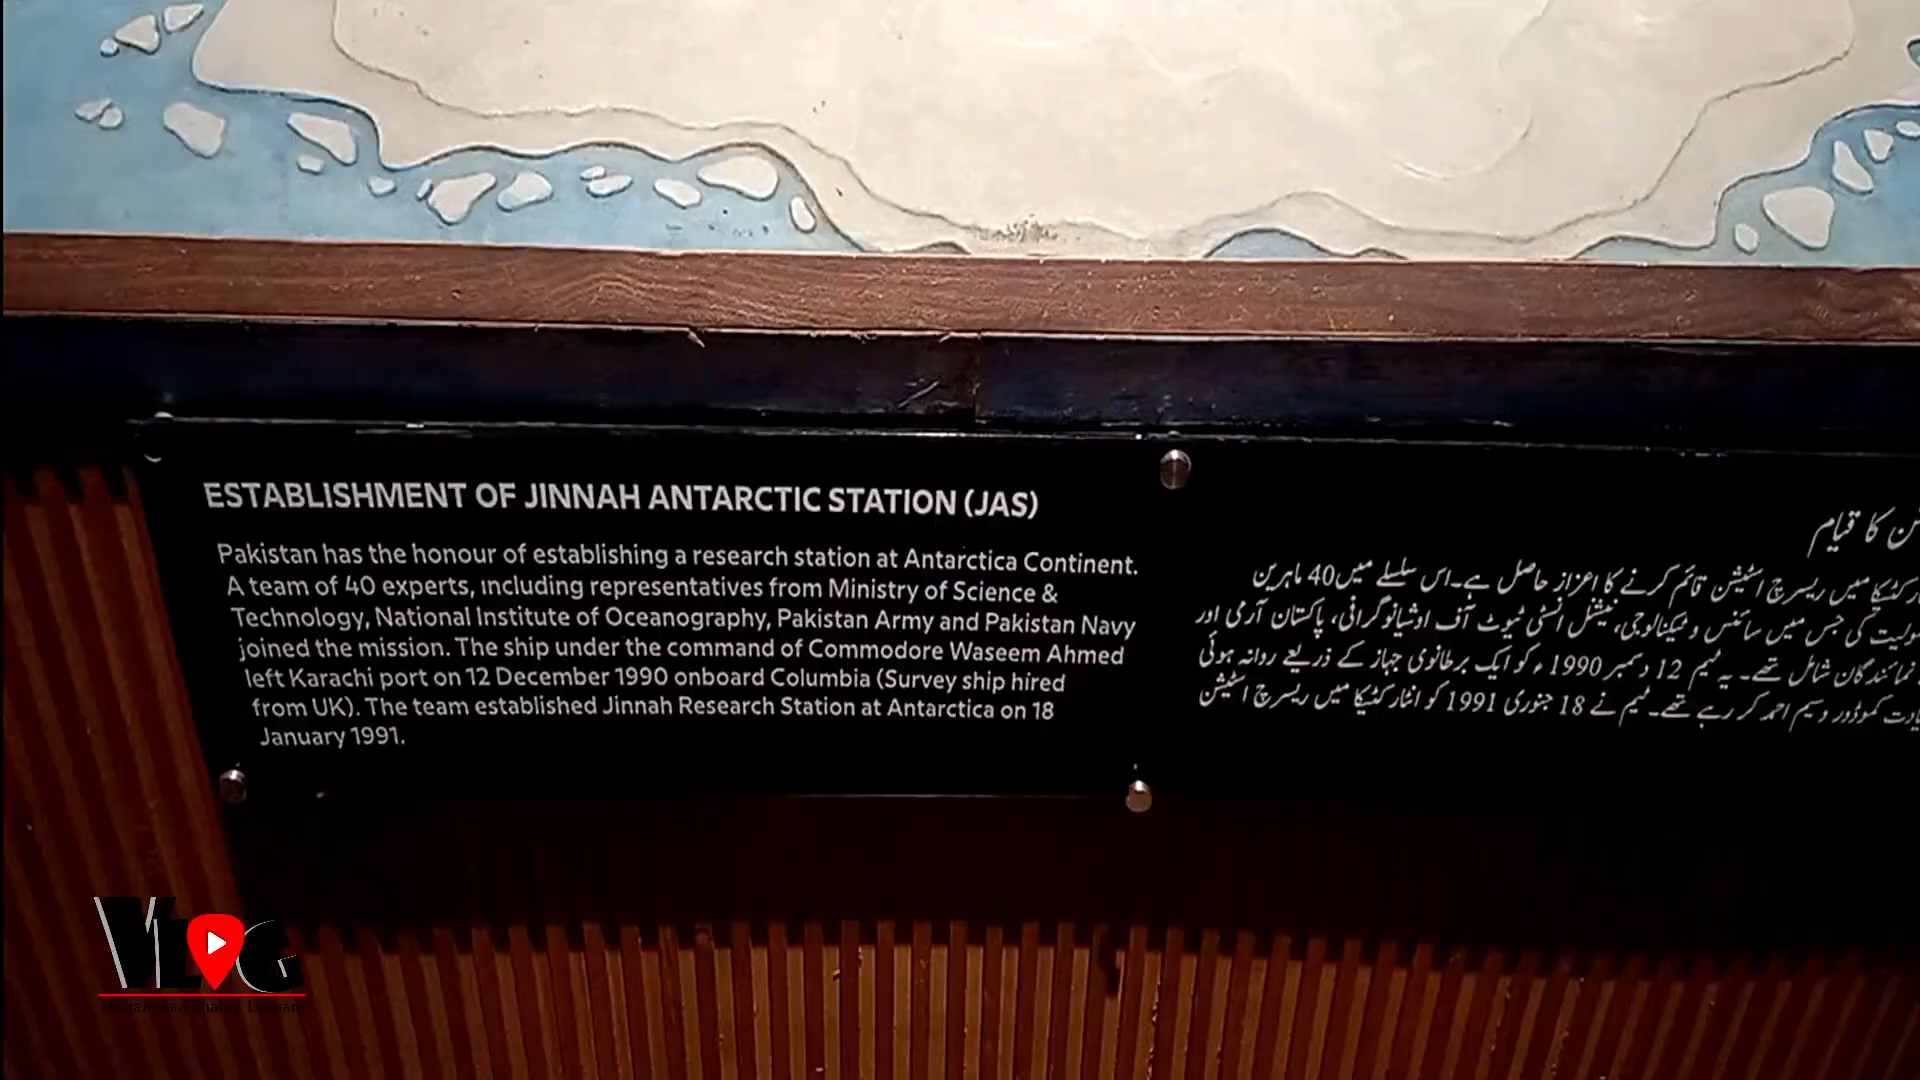 ESTABLISHMENT OF JINNAH ANTARCTIC STATION (JAS)
Pakistan has the honour of establishing a research station at Antarctica Continent.
A team of 40 experts, including representatives from Ministry of Science &
Technology, National Institute of Oceanography, Pakistan Army and Pakistan Navy
joined the mission. The ship under the command of Commodore Waseem Ahmed
left Karachi port on 12 December 1990 onboard Columbia (Survey ship hired
from UK). The team established Jinnah Research Station at Antarctica on 18
January 1991.
کا قیام
میں ریسرچ اسٹیشن قائم کرنے کا اعزاز حاصل ہے۔اس سلسلے میں40 ماہرین
کی جس میں سائنس و ٹیکنالوجی، نیشنل انسٹی ٹیوٹ آف اوشیانوگرافی، پاکستان آرمی اور
نمائندگان شامل تھے۔ یہ ٹیم 12 دسمبر 1990 ء کو ایک برطانوی جہاز کے ذریعے روانہ ہوئی
کموڈور وسیم احمد کر رہے تھے۔ ٹیم نے 18 جنوری 1991 کو انٹارکٹیکا میں ریسرچ اسٹیشن
VLOG